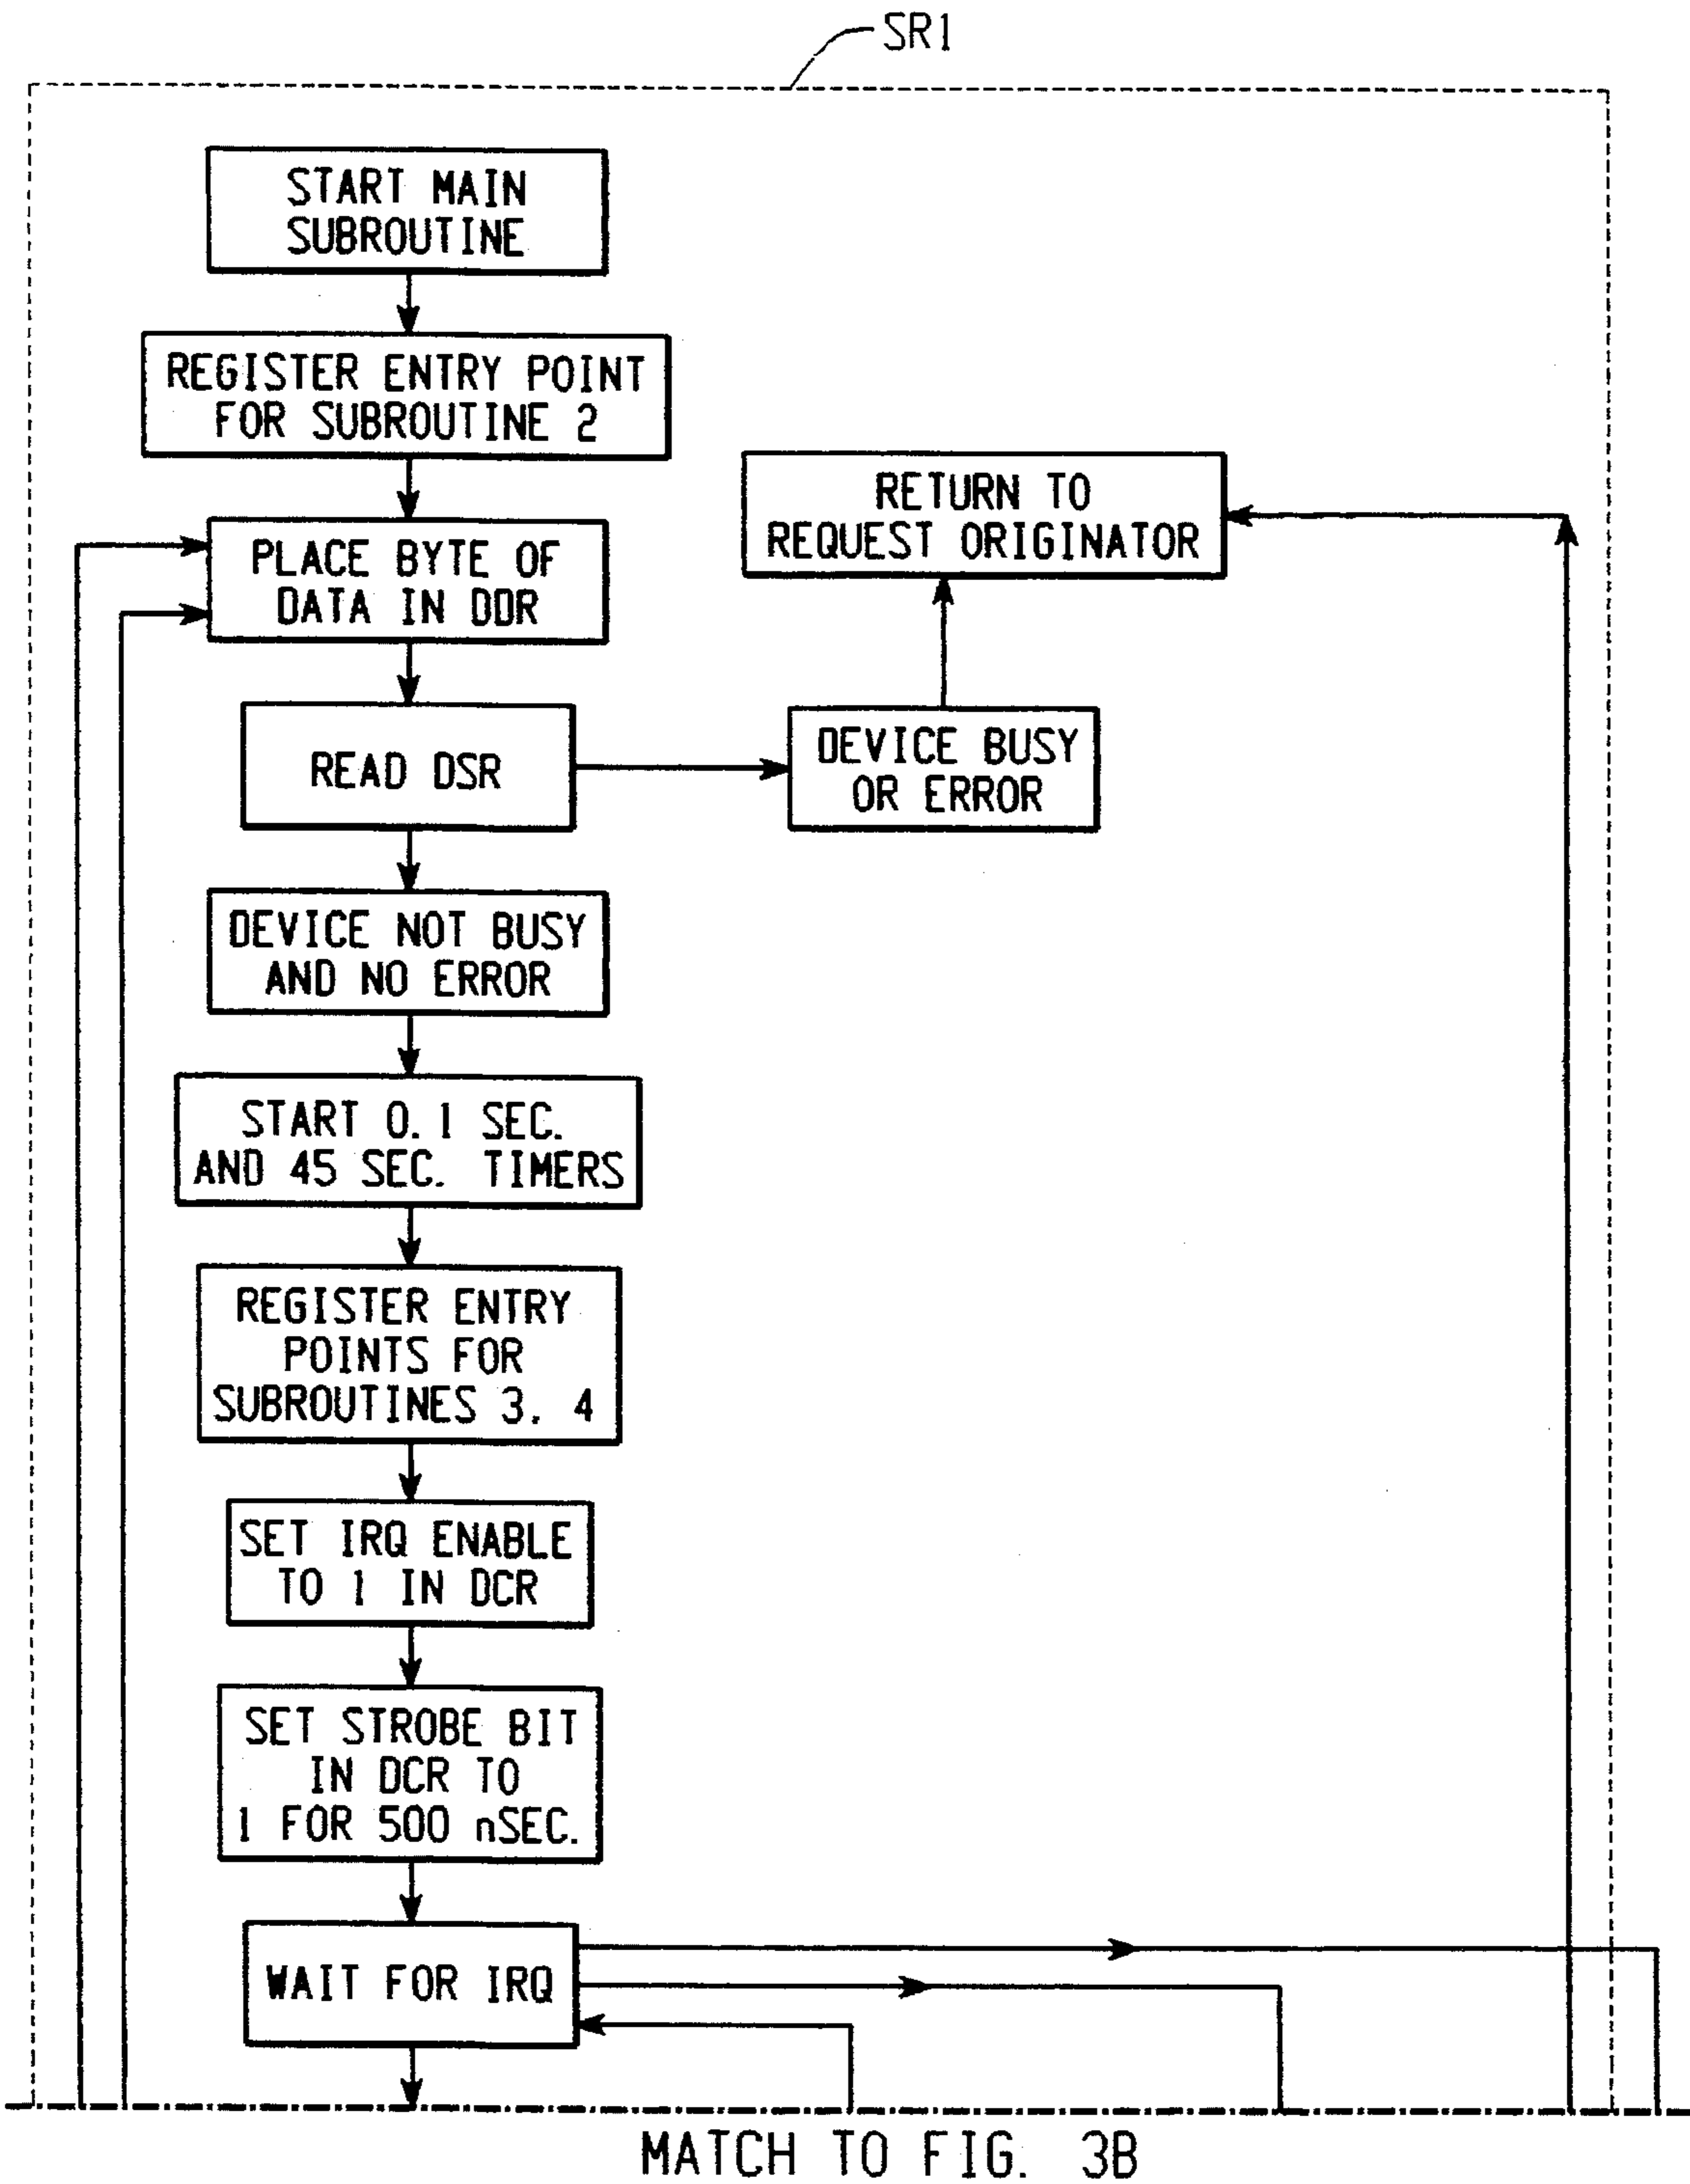 SR1
START MAIN
SUBROUTINE
REGISTER ENTRY POINT
FOR SUBROUTINE 2
PLACE BYTE OF
DATA IN DDR
RETURN TO
REQUEST ORIGINATOR
READ DSR
DEVICE BUSY
OR ERROR
DEVICE NOT BUSY
AND NO ERROR
START 0.1 SEC.
AND 45 SEC. TIMERS
REGISTER ENTRY
POINTS FOR
SUBROUTINES 3, 4
SET IRQ ENABLE
TO 1 IN DCR
SET STROBE BIT
IN DCR TO
1 FOR 500 nSEC.
WAIT FOR IRQ
MATCH TO FIG. 3B